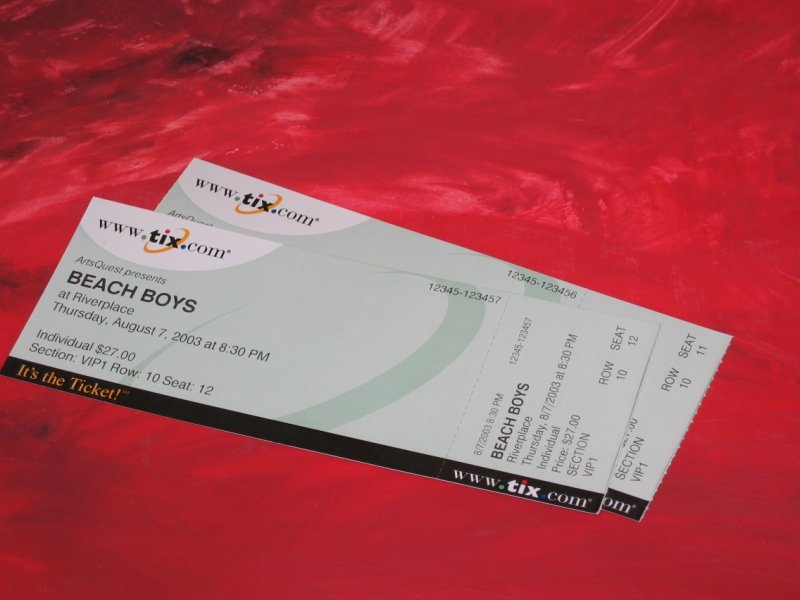 www.tix.com
ArtsQuest
12345-123456
ROW SEAT
10 11
SECTION
VIP1
om
www.tix.com
ArtsQuest presents
BEACH BOYS
at Riverplace
Thursday, August 7, 2003 at 8:30 PM
Individual $27.00
Section: VIP1 Row: 10 Seat: 12
It's the Ticket!
12345-123457
12345-123457
8/7/2003 8:30 PM
BEACH BOYS
Riverplace
Thursday, 8/7/2003 at 8:30 PM
Individual
Price: $27.00
SECTION
VIP1
ROW SEAT
10 12
www.tix.com